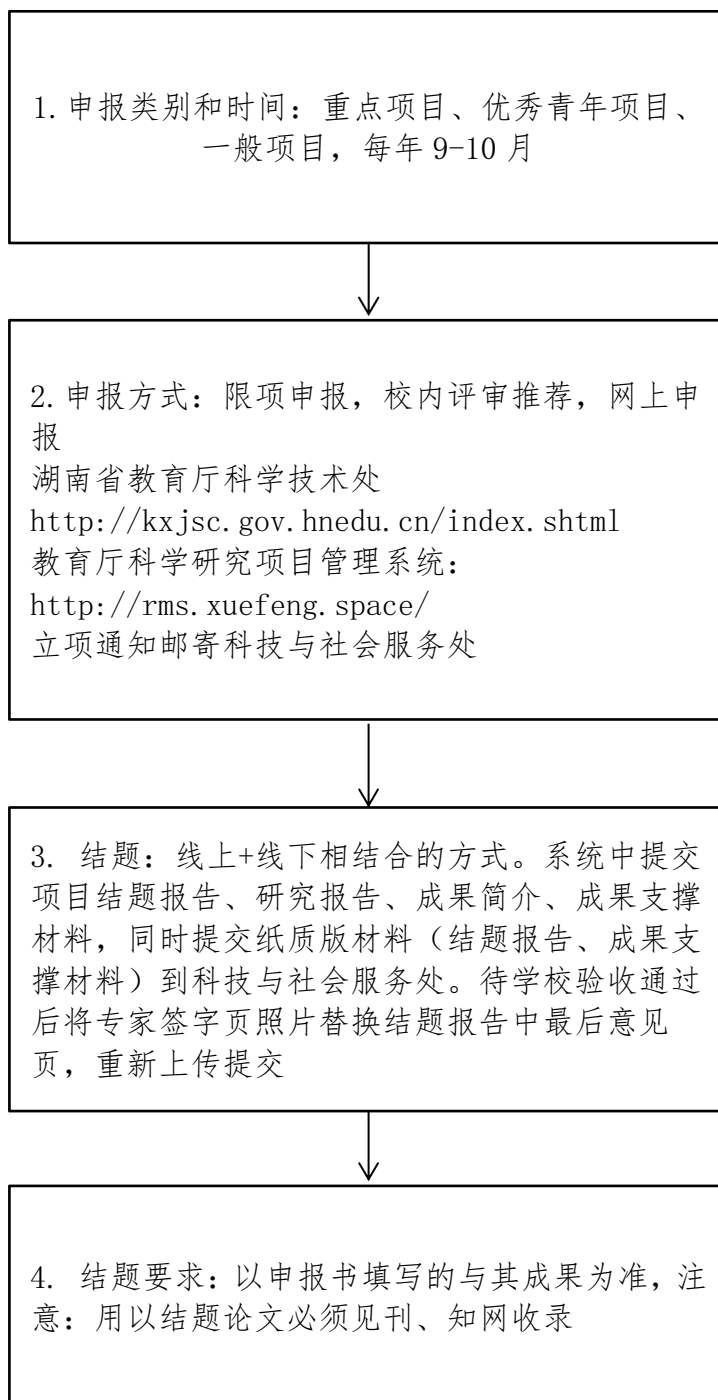 1.申报类别和时间：重点项目、优秀青年项目、
一般项目，每年 9-10 月
2.申报方式：限项申报，校内评审推荐，网上申
报
湖南省教育厅科学技术处
http://kxjsc.gov.hnedu.cn/index.shtml
教育厅科学研究项目管理系统：
http://rms.xuefeng.space/
立项通知邮寄科技与社会服务处
3. 结题：线上+线下相结合的方式。系统中提交
项目结题报告、研究报告、成果简介、成果支撑
材料，同时提交纸质版材料（结题报告、成果支
撑材料）到科技与社会服务处。待学校验收通过
后将专家签字页照片替换结题报告中最后意见
页，重新上传提交
4. 结题要求：以申报书填写的与其成果为准，注
意：用以结题论文必须见刊、知网收录